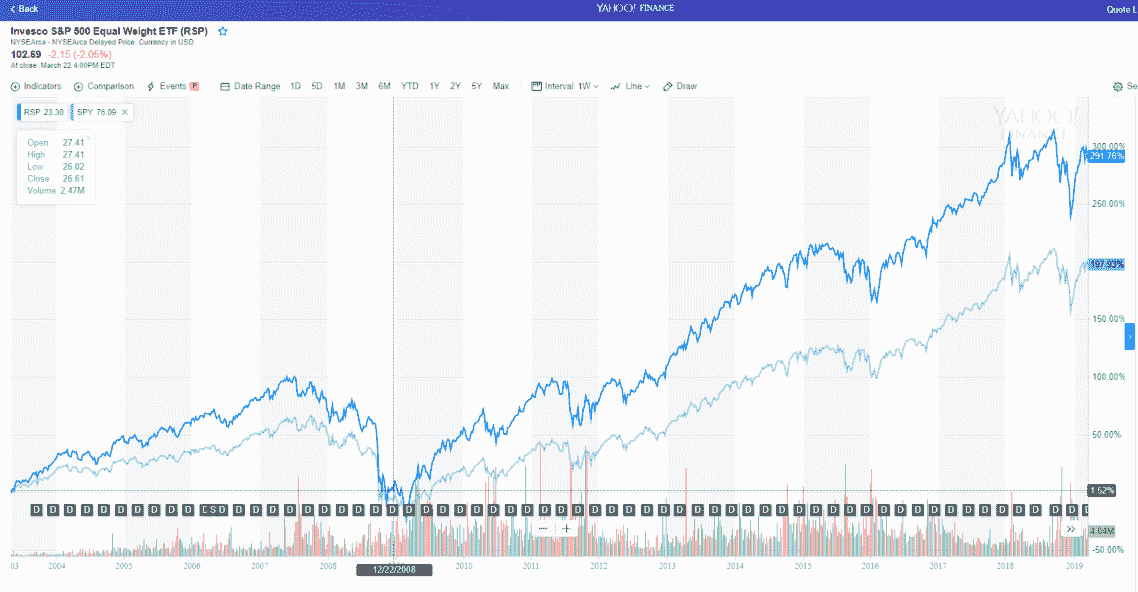 Back
YAHOO! FINANCE
Quote L
Invesco S&P 500 Equal Weight ETF (RSP)
NYSEArca - NYSEArca Delayed Price. Currency in USD
102.69 -2.15 (-2.05%)
At close: March 22 4:00PM EDT
Indicators Comparison Events P Date Range 1D 5D 1M 3M 6M YTD 1Y 2Y 5Y Max Interval 1W Line Draw Se
RSP 23.30 SPY 76.09 ×
YAHOO!
FINANCE
Open 27.41
High 27.41
Low 26.02
Close 26.61
Volume 2.47M
300.00%
291.76%
250.00%
197.93%
150.00%
100.00%
50.00%
1.52%
D D D D D D D D D D D S D D D D D D D D D D D D D D D D D D D D D D D D D D D D D D D D D D D D D D D D D D D D D D D D D
4.04M
-50.00%
03 2004 2005 2006 2007 2008 2010 2011 2012 2013 2014 2015 2016 2017 2018 2019
12/22/2008